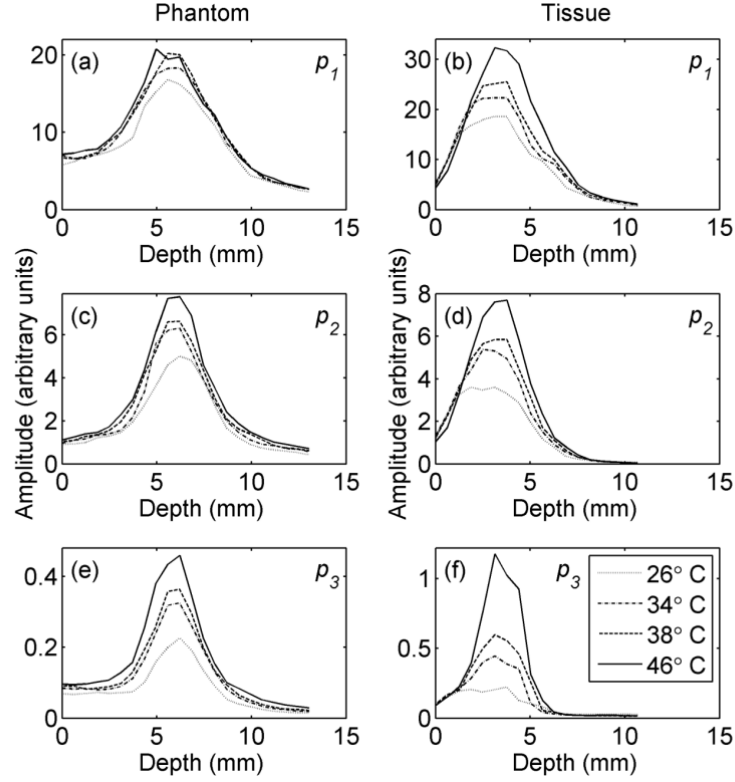 Phantom
Tissue
(a)
p1
20
10
0
0
5
10
15
Depth (mm)
(b)
p1
30
20
10
0
0
5
10
15
Depth (mm)
Amplitude (arbitrary units)
(c)
p2
6
4
2
0
0
5
10
15
Depth (mm)
Amplitude (arbitrary units)
(d)
p2
8
6
4
2
0
0
5
10
15
Depth (mm)
(e)
p3
0.4
0.2
0
0
5
10
15
Depth (mm)
(f)
p3
1
0.5
0
0
5
10
15
Depth (mm)
26° C
34° C
38° C
46° C